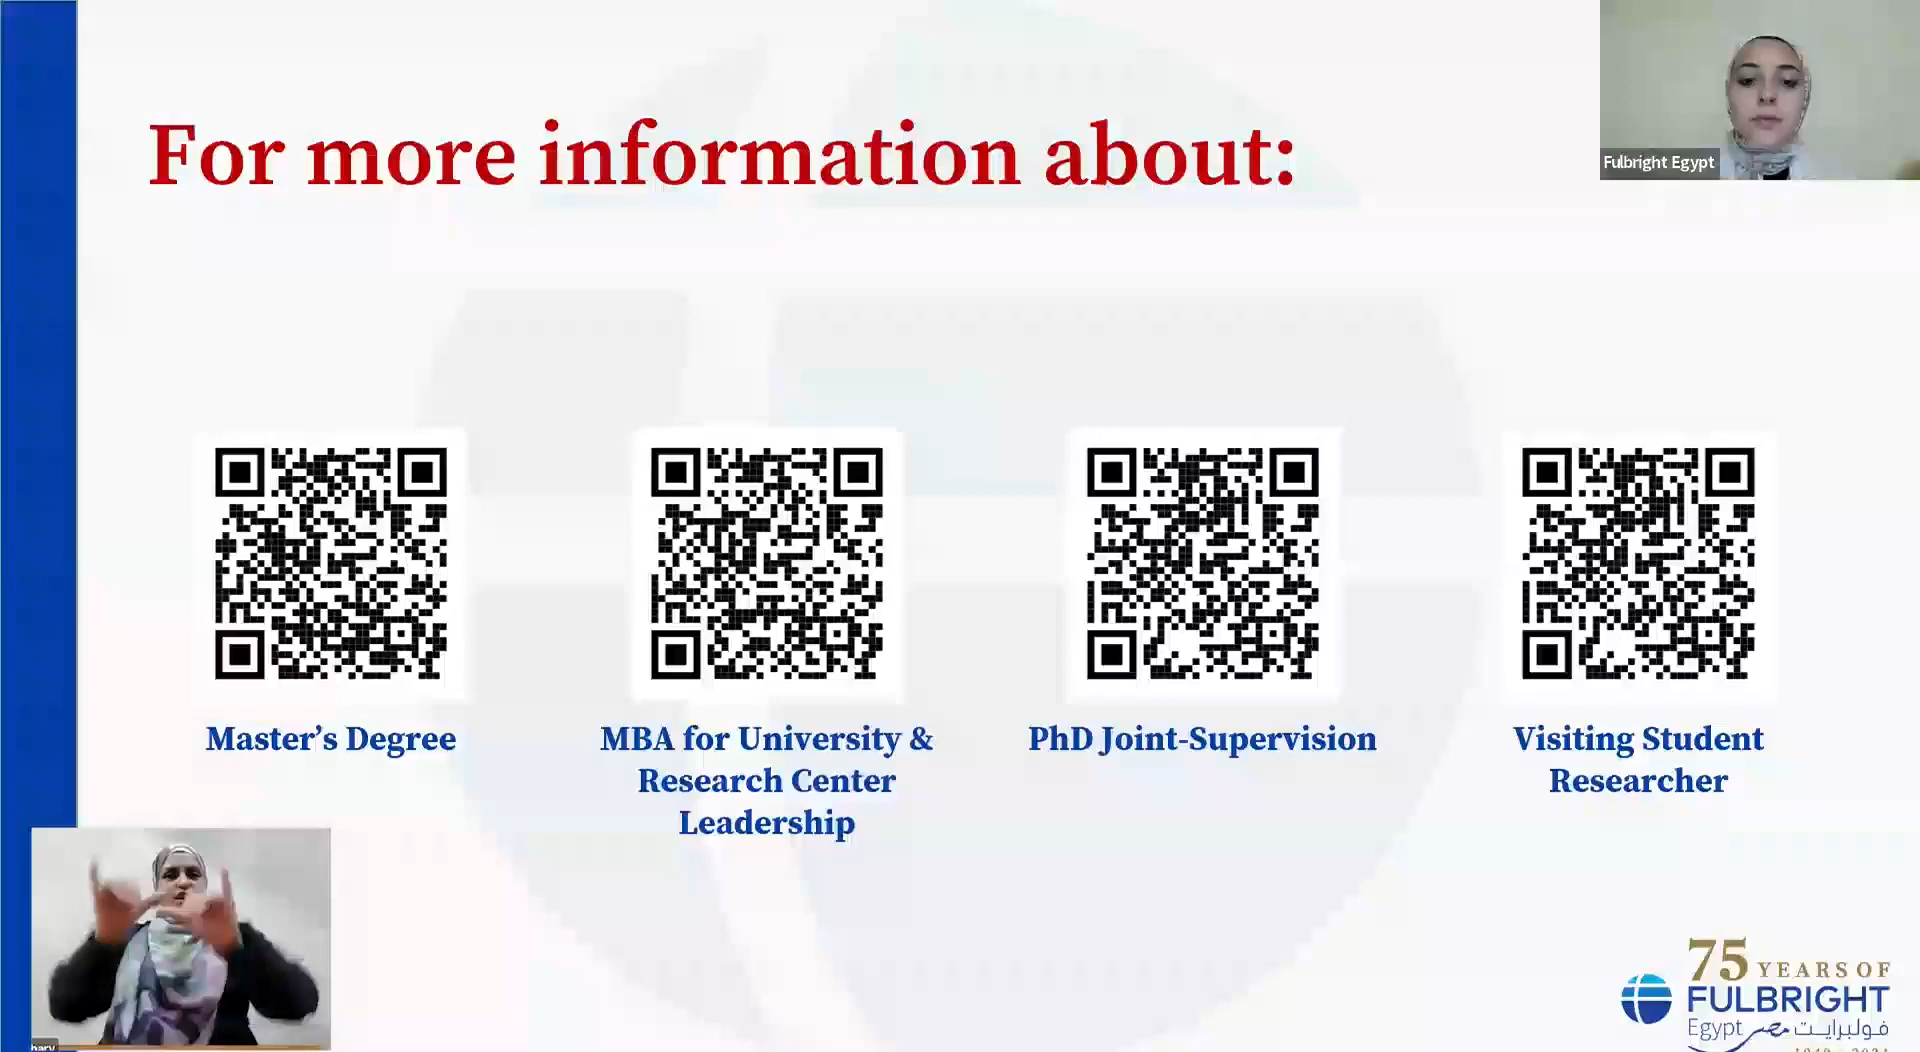 For more information about:
Fulbright Egypt
Master's Degree
MBA for University &
Research Center
Leadership
PhD Joint-Supervision
Visiting Student
Researcher
75 YEARS OF
FULBRIGHT
Egypt مصر فولبرايت